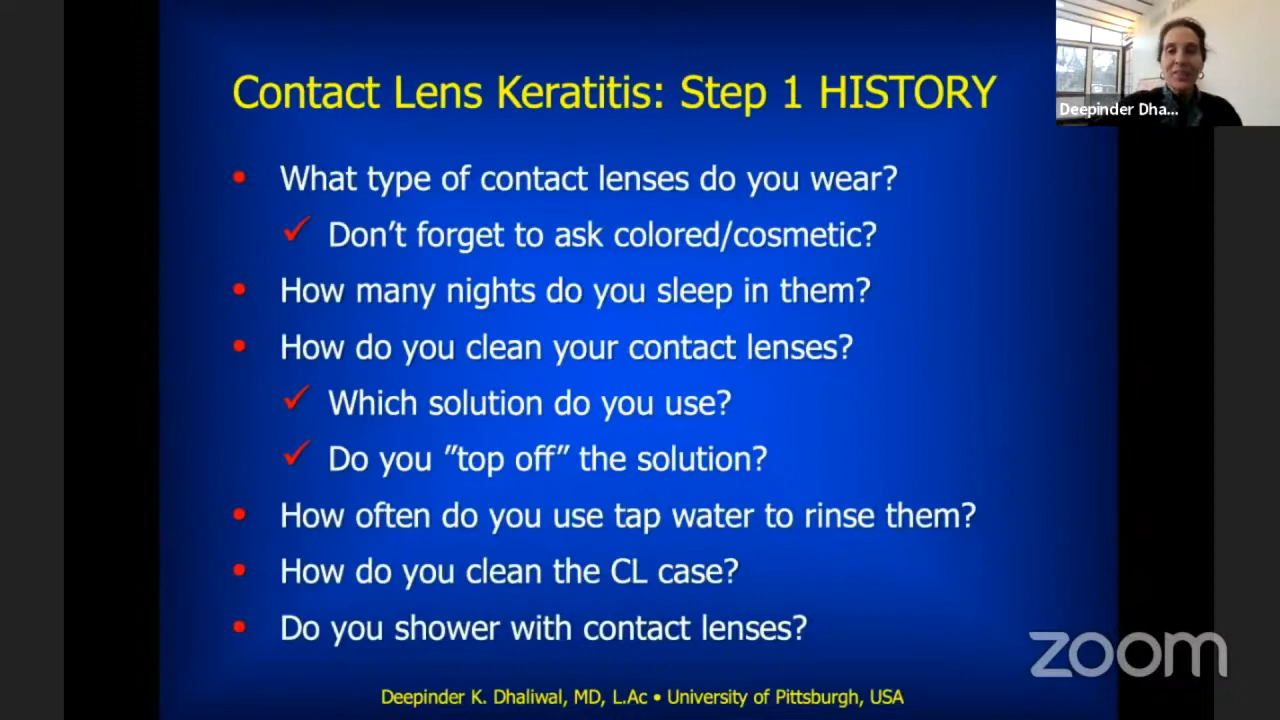 Contact Lens Keratitis: Step 1 HISTORY
Deepinder Dha...
• What type of contact lenses do you wear?
✓ Don't forget to ask colored/cosmetic?
• How many nights do you sleep in them?
• How do you clean your contact lenses?
✓ Which solution do you use?
✓ Do you ”top off” the solution?
• How often do you use tap water to rinse them?
• How do you clean the CL case?
• Do you shower with contact lenses?
zoom
Deepinder K. Dhaliwal, MD, L.Ac • University of Pittsburgh, USA